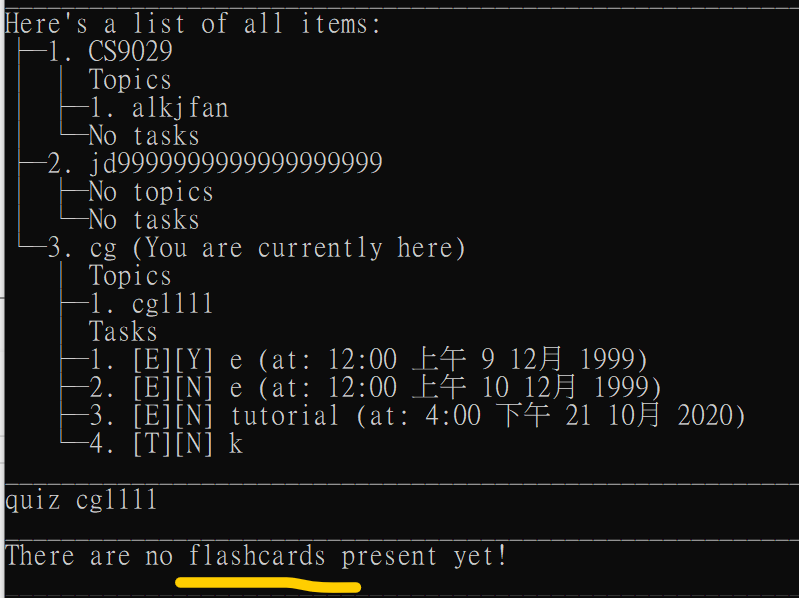 Here's a list of all items:
├──1. CS9029
│  │  Topics
│  ├──1. alkjfan
│  └──No tasks
├──2. jd9999999999999999999
│  ├──No topics
│  └──No tasks
└──3. cg (You are currently here)
   │  Topics
   ├──1. cgllll
   │  Tasks
   ├──1. [E][Y] e (at: 12:00 上午 9 12月 1999)
   ├──2. [E][N] e (at: 12:00 上午 10 12月 1999)
   ├──3. [E][N] tutorial (at: 4:00 下午 21 10月 2020)
   └──4. [T][N] k
quiz cgllll
There are no flashcards present yet!